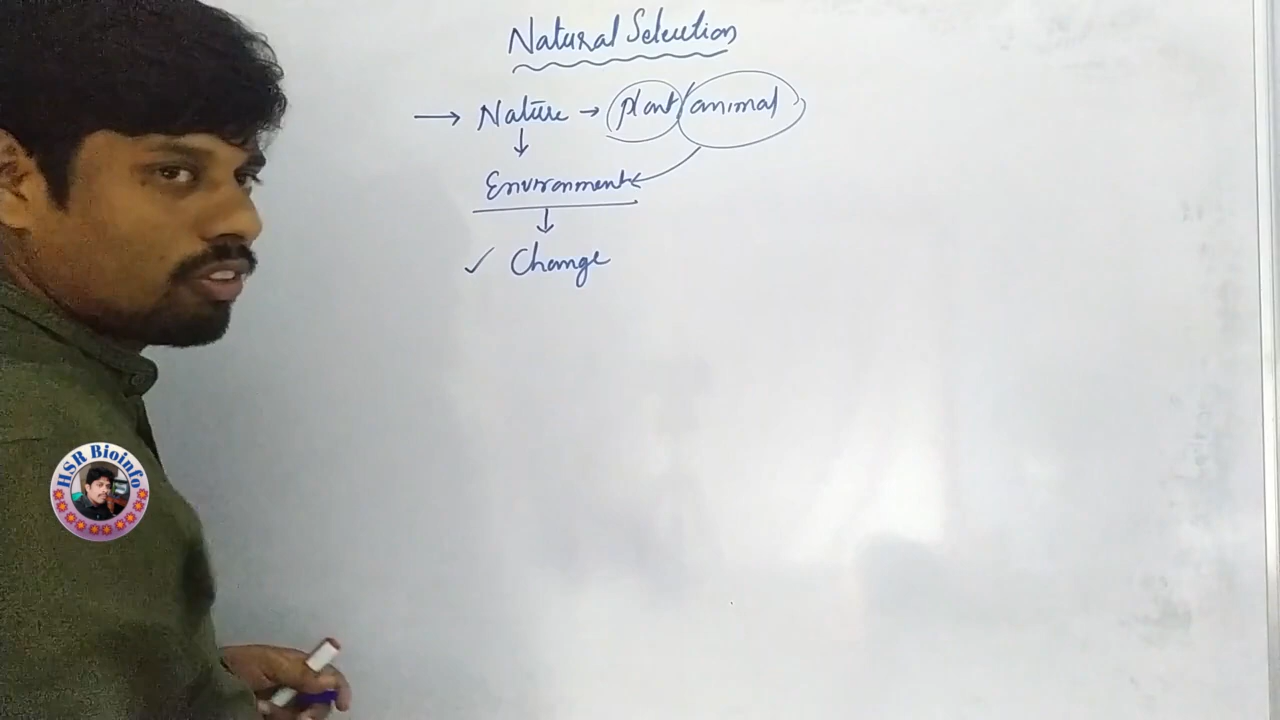 Natural Selection
→ Nature → plant/animal
↓
Environment
↓
✓ Change
HSR Bioinfo